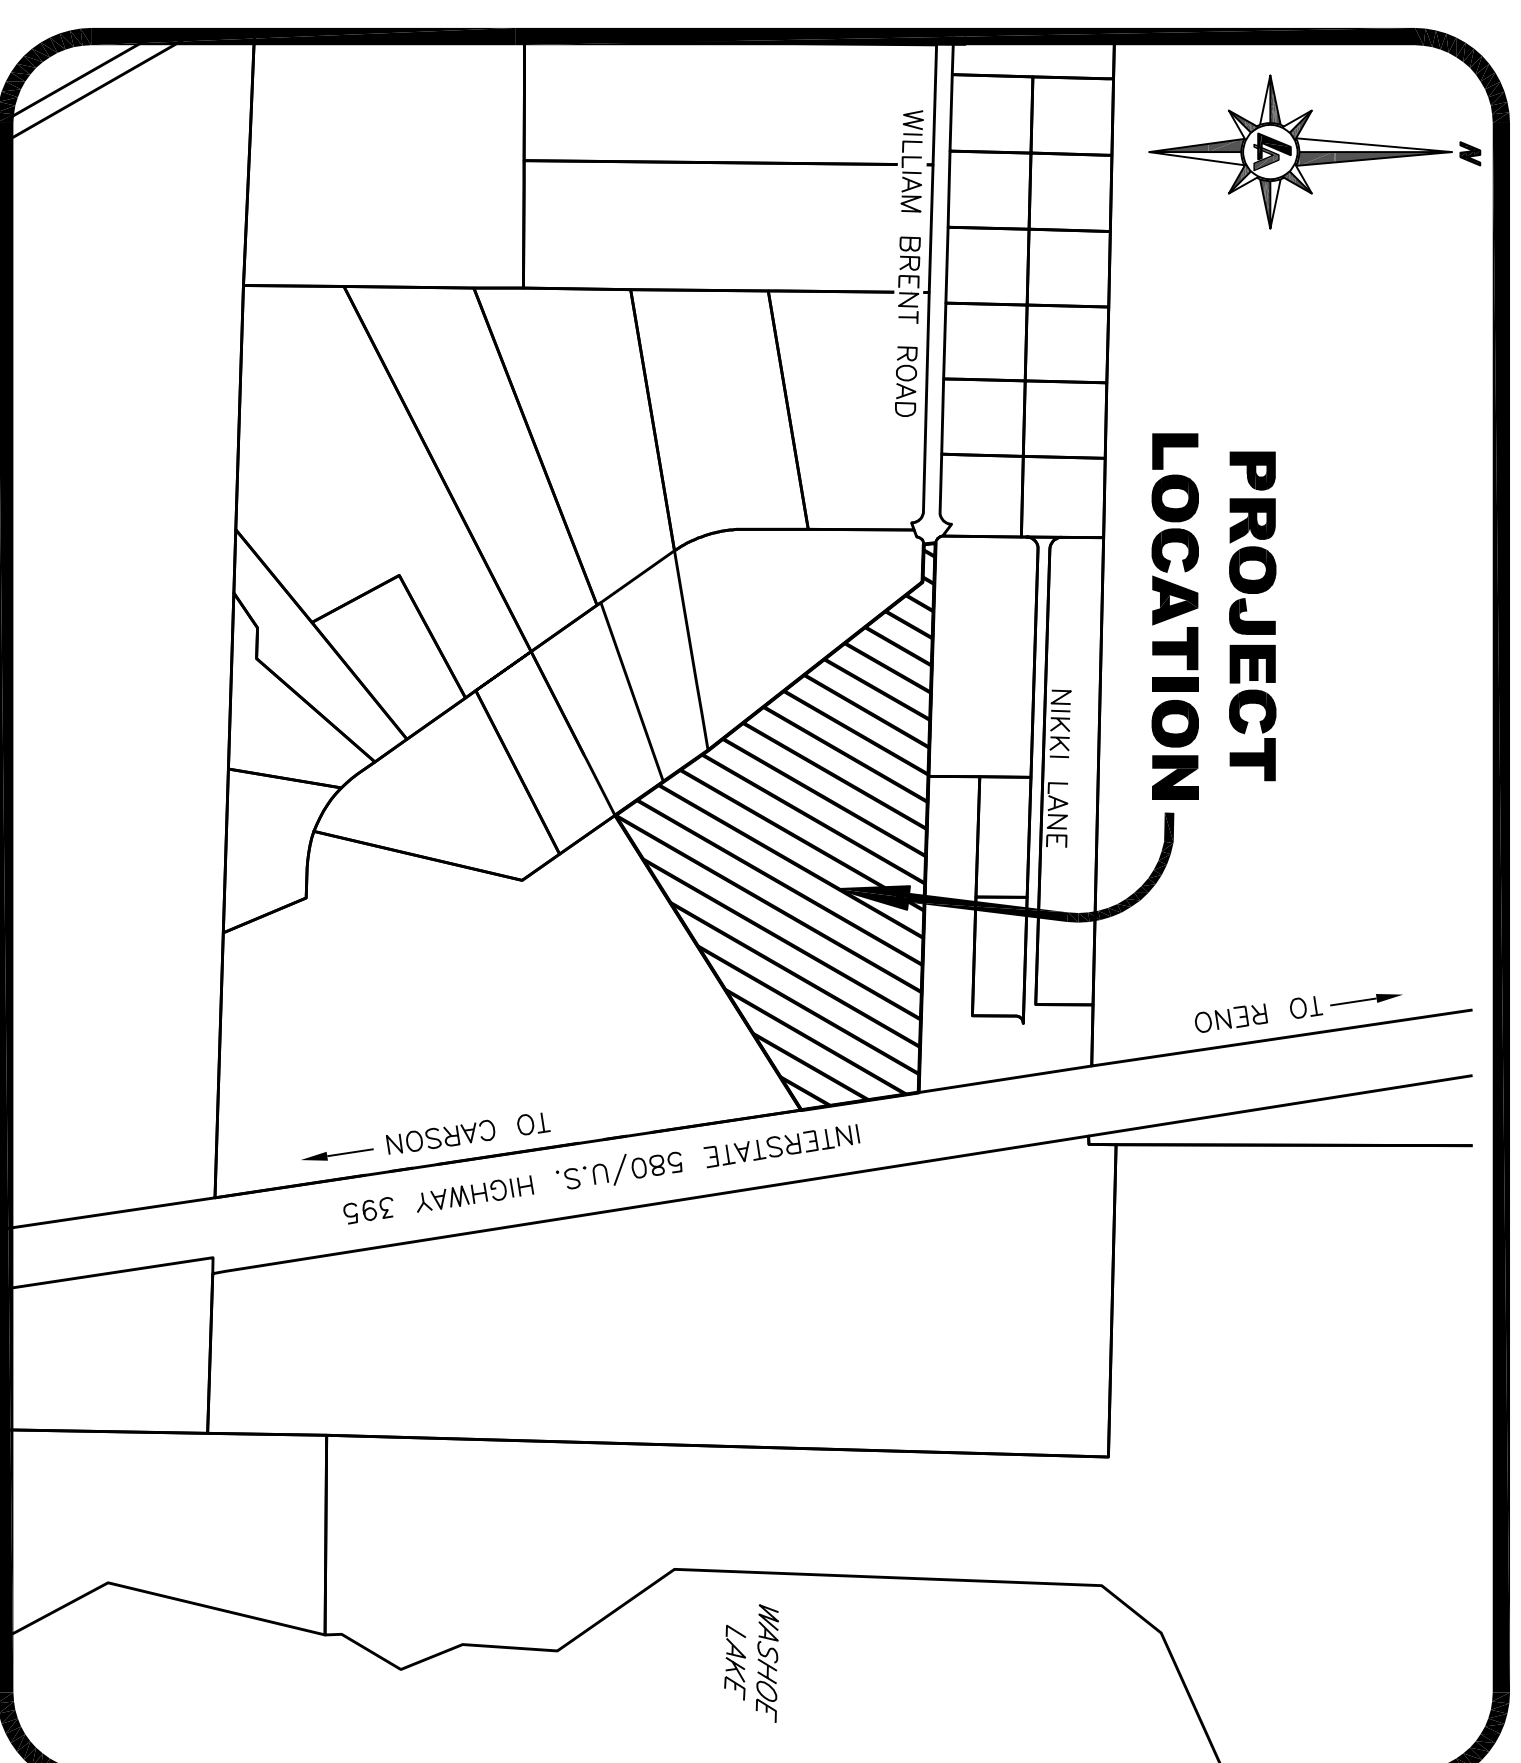 N
PROJECT
LOCATION
WILLIAM BRENT ROAD
NIKKI LANE
TO RENO
TO CARSON
INTERSTATE 580/U.S. HIGHWAY 395
WASHOE
LAKE